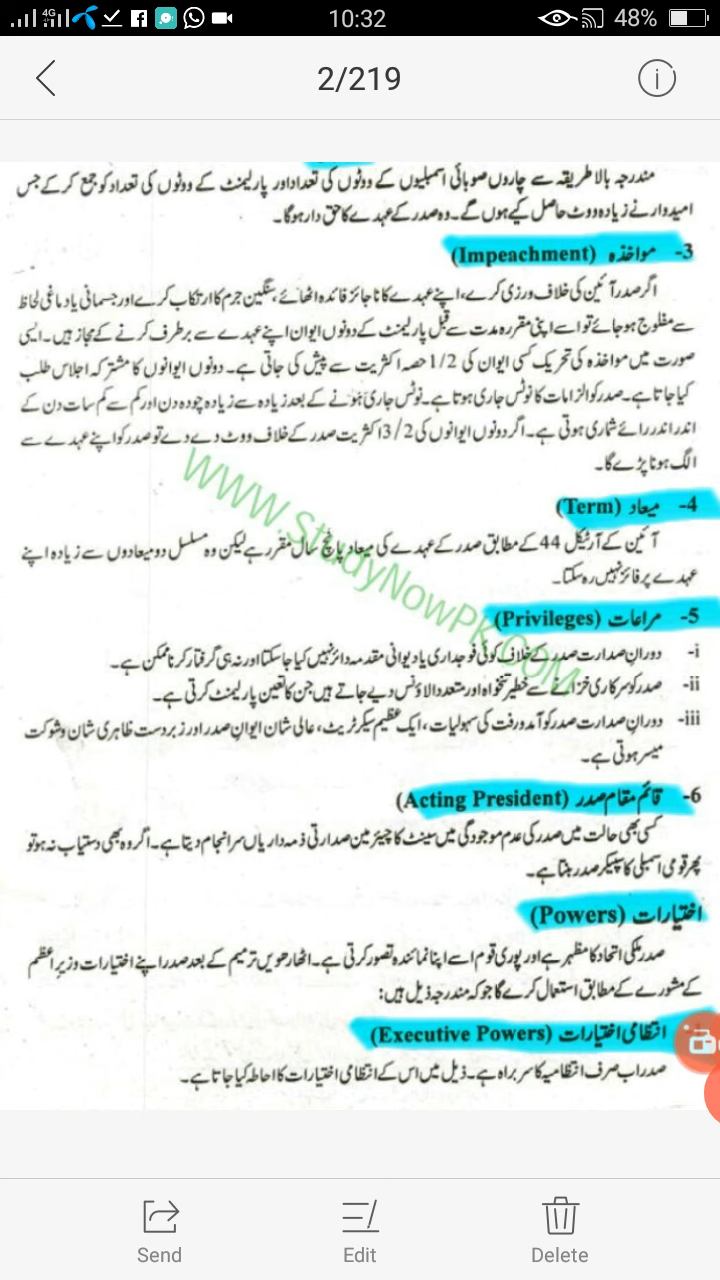 4G 10:32 48%
2/219
مندرجہ بالا طریقہ سے چاروں صوبائی اسمبلیوں کے ووٹوں کی تعداد اور پارلیمنٹ کے ووٹوں کی تعداد کو جمع کر کے جس
امیدوار نے زیادہ ووٹ حاصل کیے ہوں گے۔ وہ صدر کے عہدے کا حق دار ہو گا۔
3- مواخذہ (Impeachment)
اگر صدر آئین کی خلاف ورزی کرے، اپنے عہدے کا ناجائز فائدہ اٹھائے، سنگین جرم کا ارتکاب کرے اور جسمانی یا دماغی لحاظ
سے مفلوج ہو جائے تو اسے اپنی مقررہ مدت سے قبل پارلیمنٹ کے دونوں ایوان اپنے عہدے سے برطرف کرنے کے مجاز ہیں۔ ایسی
صورت میں مواخذہ کی تحریک کسی ایوان کی 1/2 حصہ اکثریت سے پیش کی جاتی ہے۔ دونوں ایوانوں کا مشترکہ اجلاس طلب
کیا جاتا ہے۔ صدر کو الزامات کا نوٹس جاری ہوتا ہے۔ نوٹس جاری ہونے کے بعد زیادہ سے زیادہ چودہ دن اور کم سے کم سات دن کے
اندر اندر رائے شماری ہوتی ہے۔ اگر دونوں ایوانوں کی 3/2 اکثریت صدر کے خلاف ووٹ دے دے تو صدر کو اپنے عہدے سے
الگ ہونا پڑے گا۔
4- میعاد (Term)
آئین کے آرٹیکل 44 کے مطابق صدر کے عہدے کی میعاد پانچ سال مقرر ہے لیکن وہ مسلسل دو میعادوں سے زیادہ اپنے
عہدے پر فائز نہیں رہ سکتا۔
5- مراعات (Privileges)
i- دوران صدارت صدر کے خلاف کوئی فوجداری یا دیوانی مقدمہ دائر نہیں کیا جا سکتا اور نہ ہی گرفتار کرنا ممکن ہے۔
ii- صدر کو سرکاری خزانے سے خطیر تنخواہ اور متعدد الاؤنس دیے جاتے ہیں جن کا تعین پارلیمنٹ کرتی ہے۔
iii- دوران صدارت صدر کو آمد و رفت کی سہولیات، ایک عظیم سیکرٹریٹ، عالی شان ایوان صدر اور زبردست ظاہری شان و شوکت
میسر ہوتی ہے۔
6- قائم مقام صدر (Acting President)
کسی بھی حالت میں صدر کی عدم موجودگی میں سینٹ کا چیئرمین صدارتی ذمہ داریاں سرانجام دیتا ہے۔ اگر وہ بھی دستیاب نہ ہو تو
پھر قومی اسمبلی کا سپیکر صدر بنتا ہے۔
اختیارات (Powers)
صدر ملکی اتحاد کا مظہر ہے اور پوری قوم اسے اپنا نمائندہ تصور کرتی ہے۔ اٹھارھویں ترمیم کے بعد صدر اپنے اختیارات وزیر اعظم
کے مشورے کے مطابق استعمال کرے گا جو کہ مندرجہ ذیل ہیں:
انتظامی اختیارات (Executive Powers)
صدر اب صرف انتظامیہ کا سربراہ ہے۔ ذیل میں اس کے انتظامی اختیارات کا احاطہ کیا جاتا ہے۔
WWW.StudyNowPK.COM
Send Edit Delete